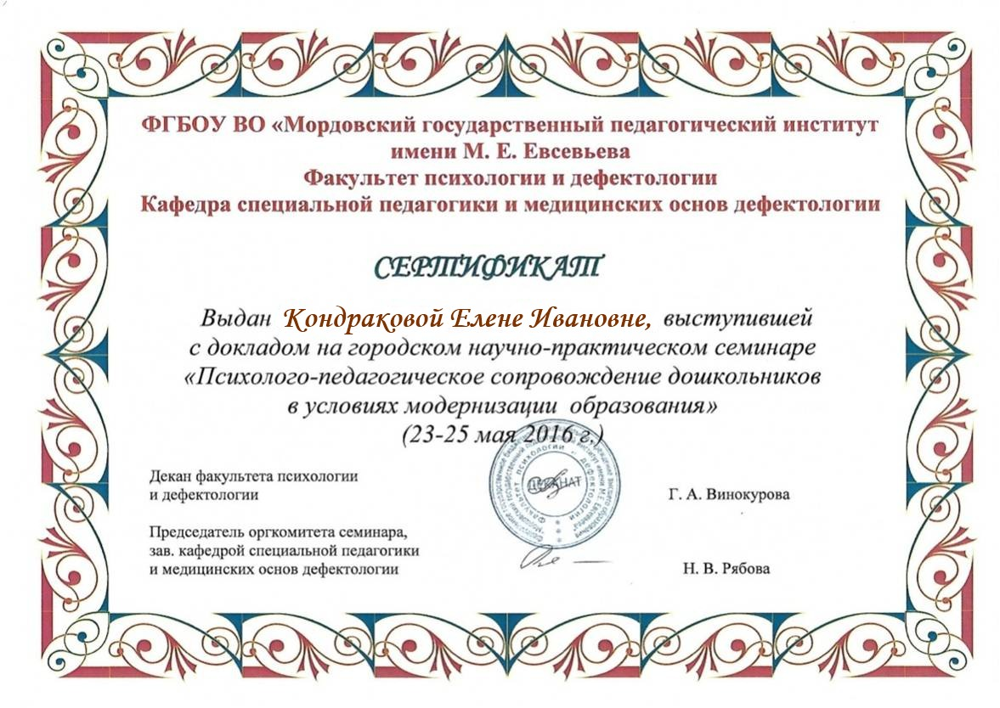 ФГБОУ ВО «Мордовский государственный педагогический институт
имени М. Е. Евсевьева
Факультет психологии и дефектологии
Кафедра специальной педагогики и медицинских основ дефектологии
СЕРТИФИКАТ
Выдан Кондраковой Елене Ивановне, выступившей
с докладом на городском научно-практическом семинаре
«Психолого-педагогическое сопровождение дошкольников
в условиях модернизации образования»
(23-25 мая 2016 г.)
Декан факультета психологии
и дефектологии
Г. А. Винокурова
Председатель оргкомитета семинара,
зав. кафедрой специальной педагогики
и медицинских основ дефектологии
Н. В. Рябова
ДЕКАНАТ
Факультет психологии и дефектологии